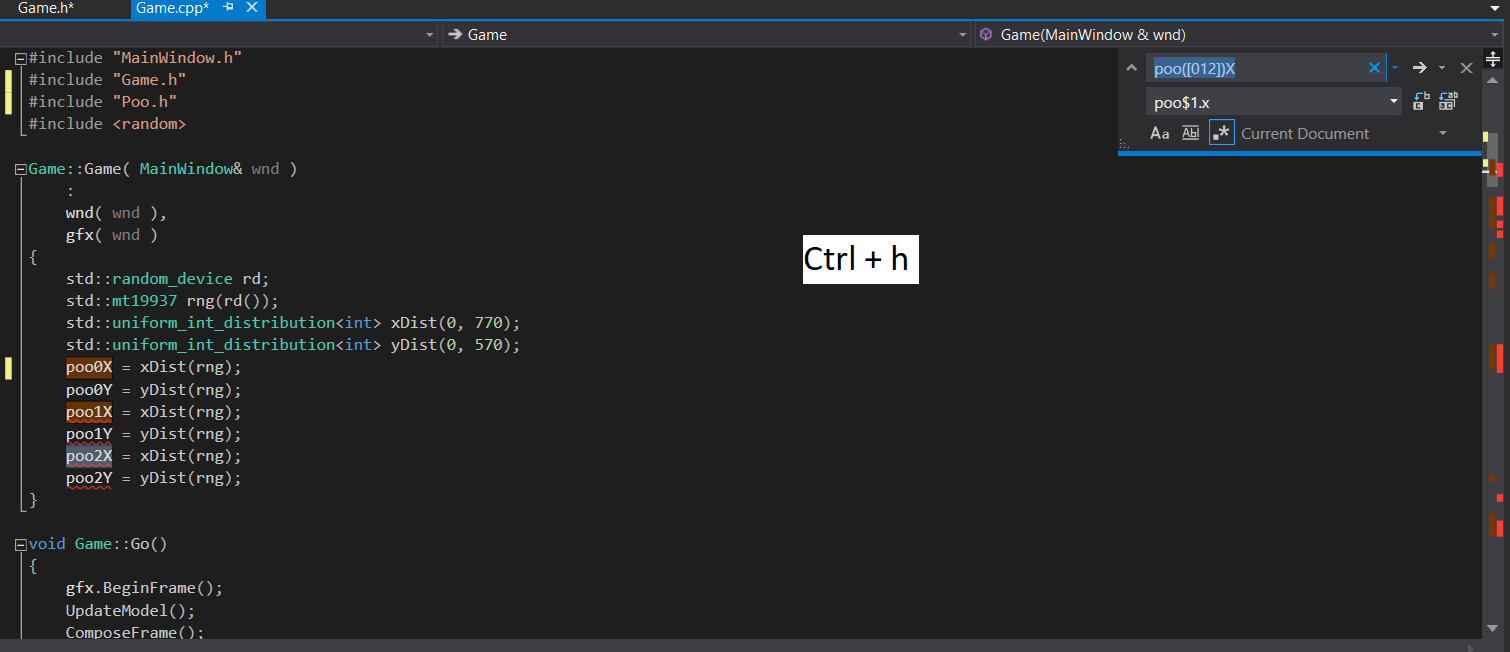 Game.h*
Game.cpp*
Game
Game(MainWindow & wnd)
#include "MainWindow.h"
#include "Game.h"
#include "Poo.h"
#include <random>
poo([012])X
poo$1.x
Aa Ab| .* Current Document
Game::Game( MainWindow& wnd )
:
wnd( wnd ),
gfx( wnd )
{
Ctrl + h
std::random_device rd;
std::mt19937 rng(rd());
std::uniform_int_distribution<int> xDist(0, 770);
std::uniform_int_distribution<int> yDist(0, 570);
poo0X = xDist(rng);
poo0Y = yDist(rng);
poo1X = xDist(rng);
poo1Y = yDist(rng);
poo2X = xDist(rng);
poo2Y = yDist(rng);
}
void Game::Go()
{
gfx.BeginFrame();
UpdateModel();
ComposeFrame();